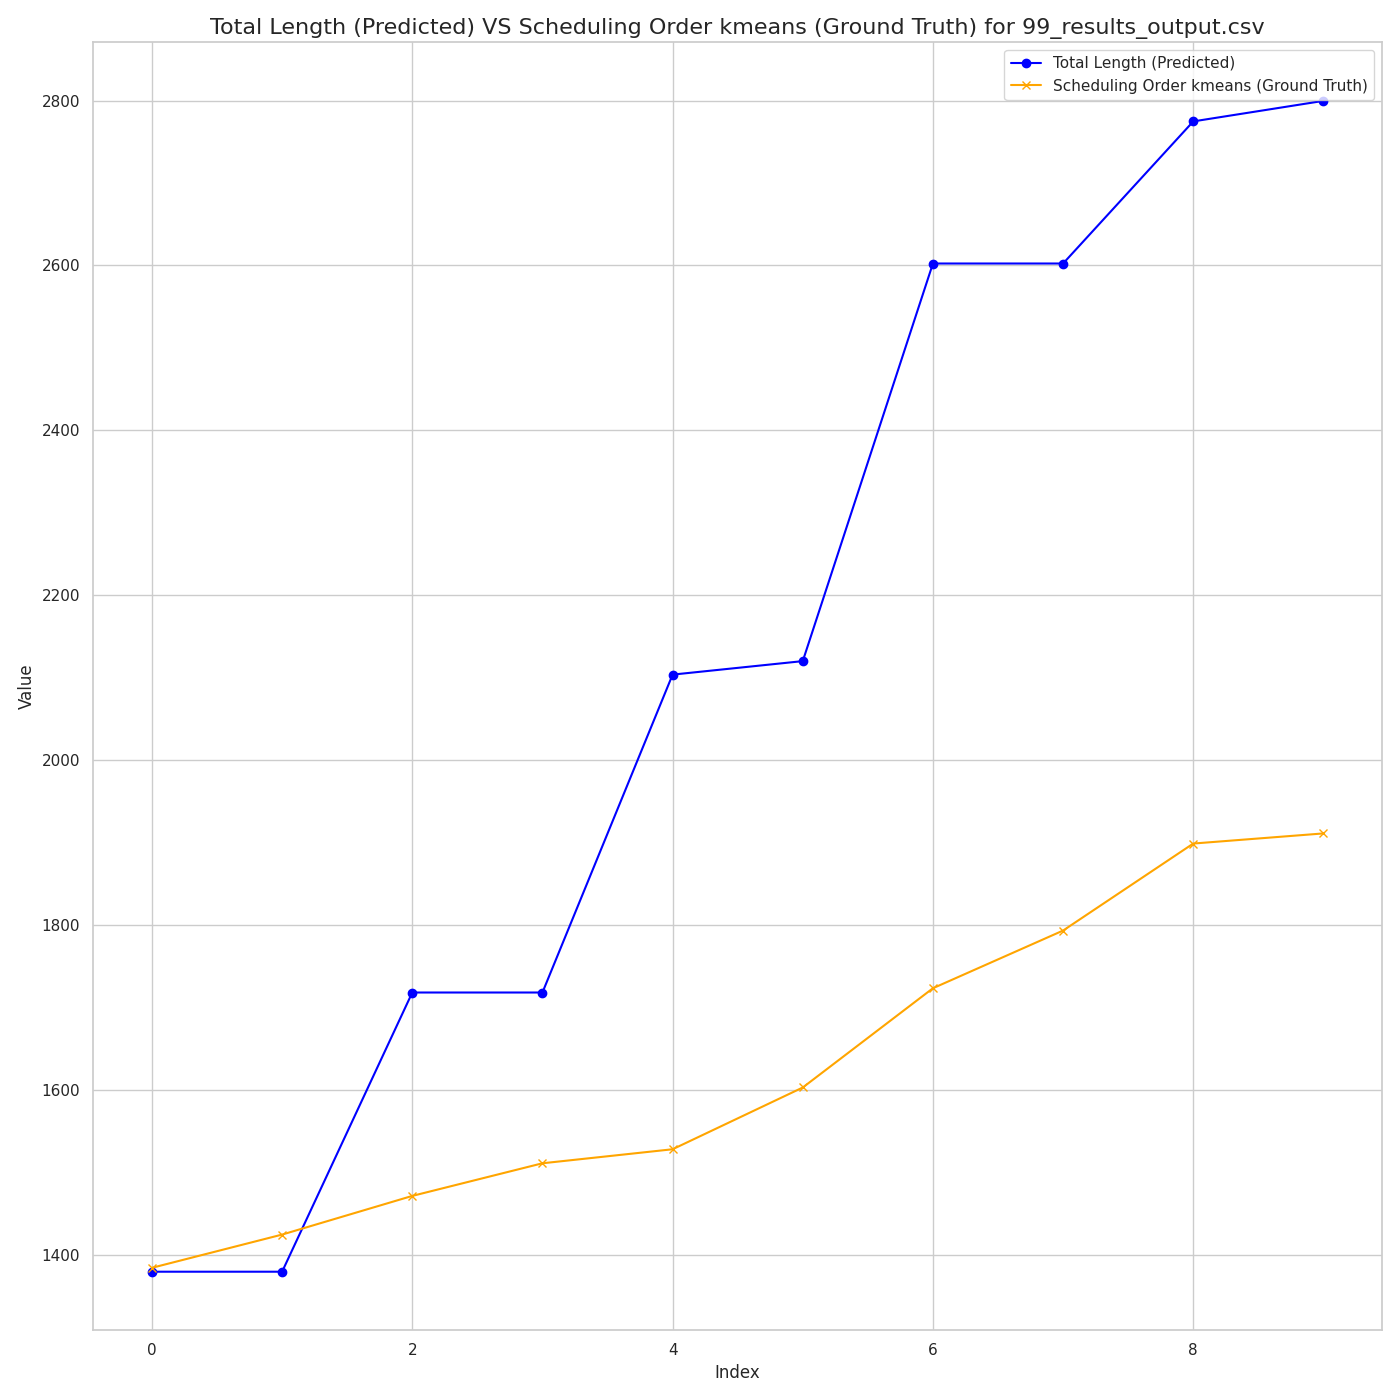 Total Length (Predicted) VS Scheduling Order kmeans (Ground Truth) for 99_results_output.csv
Total Length (Predicted)
Scheduling Order kmeans (Ground Truth)
2800
2600
2400
2200
2000
1800
1600
1400
Value
0 2 4 6 8
Index